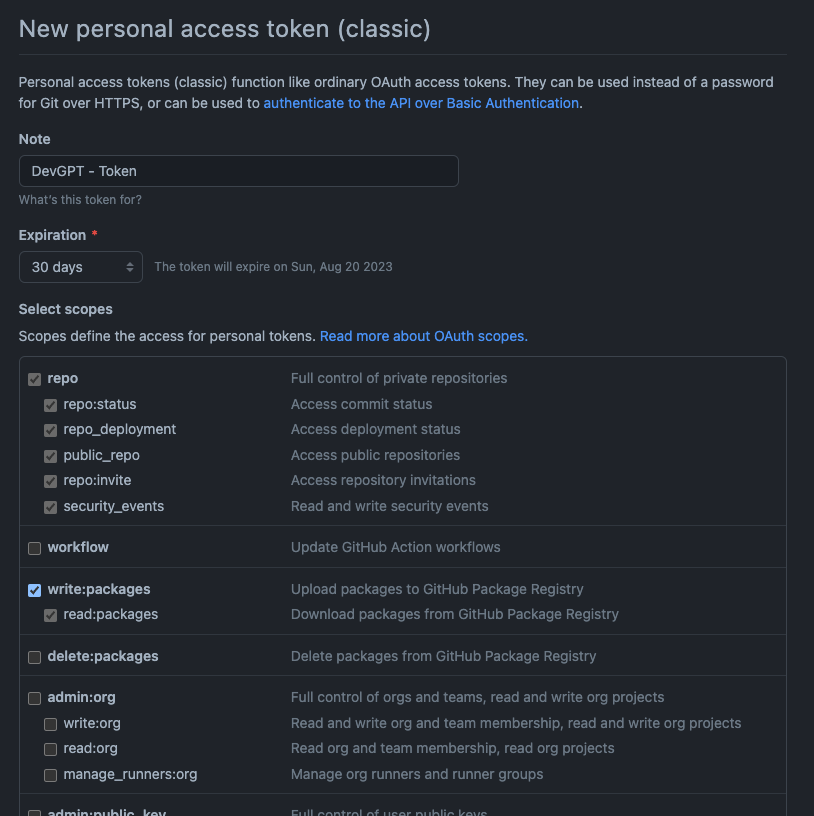 New personal access token (classic)
Personal access tokens (classic) function like ordinary OAuth access tokens. They can be used instead of a password
for Git over HTTPS, or can be used to authenticate to the API over Basic Authentication.
Note
DevGPT - Token
What's this token for?
Expiration *
30 days The token will expire on Sun, Aug 20 2023
Select scopes
Scopes define the access for personal tokens. Read more about OAuth scopes.
repo Full control of private repositories
repo:status Access commit status
repo_deployment Access deployment status
public_repo Access public repositories
repo:invite Access repository invitations
security_events Read and write security events
workflow Update GitHub Action workflows
write:packages Upload packages to GitHub Package Registry
read:packages Download packages from GitHub Package Registry
delete:packages Delete packages from GitHub Package Registry
admin:org Full control of orgs and teams, read and write org projects
write:org Read and write org and team membership, read and write org projects
read:org Read org and team membership, read org projects
manage_runners:org Manage org runners and runner groups
admin:public_key Full control of user public keys